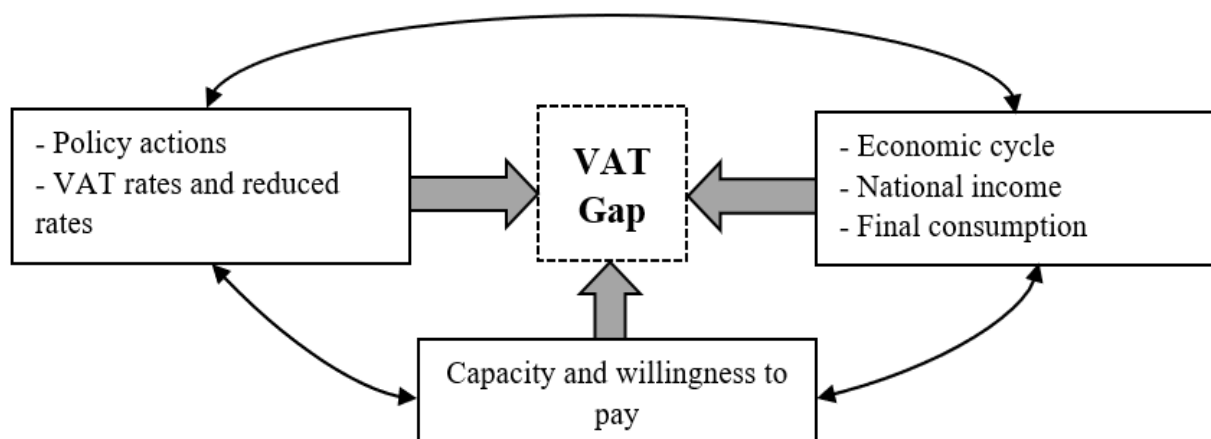 - Policy actions
- VAT rates and reduced
rates
VAT
Gap
- Economic cycle
- National income
- Final consumption
Capacity and willingness to
pay